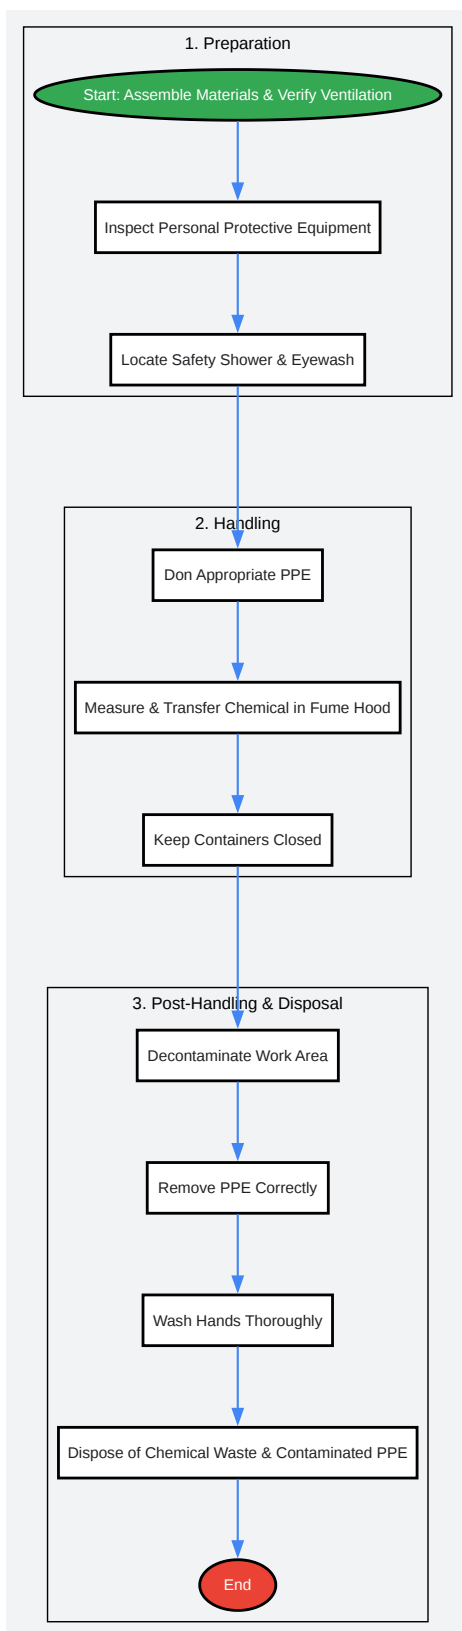 1. Preparation
Start: Assemble Materials & Verify Ventilation
Inspect Personal Protective Equipment
Locate Safety Shower & Eyewash
2. Handling
Don Appropriate PPE
Measure & Transfer Chemical in Fume Hood
Keep Containers Closed
3. Post-Handling & Disposal
Decontaminate Work Area
Remove PPE Correctly
Wash Hands Thoroughly
Dispose of Chemical Waste & Contaminated PPE
End